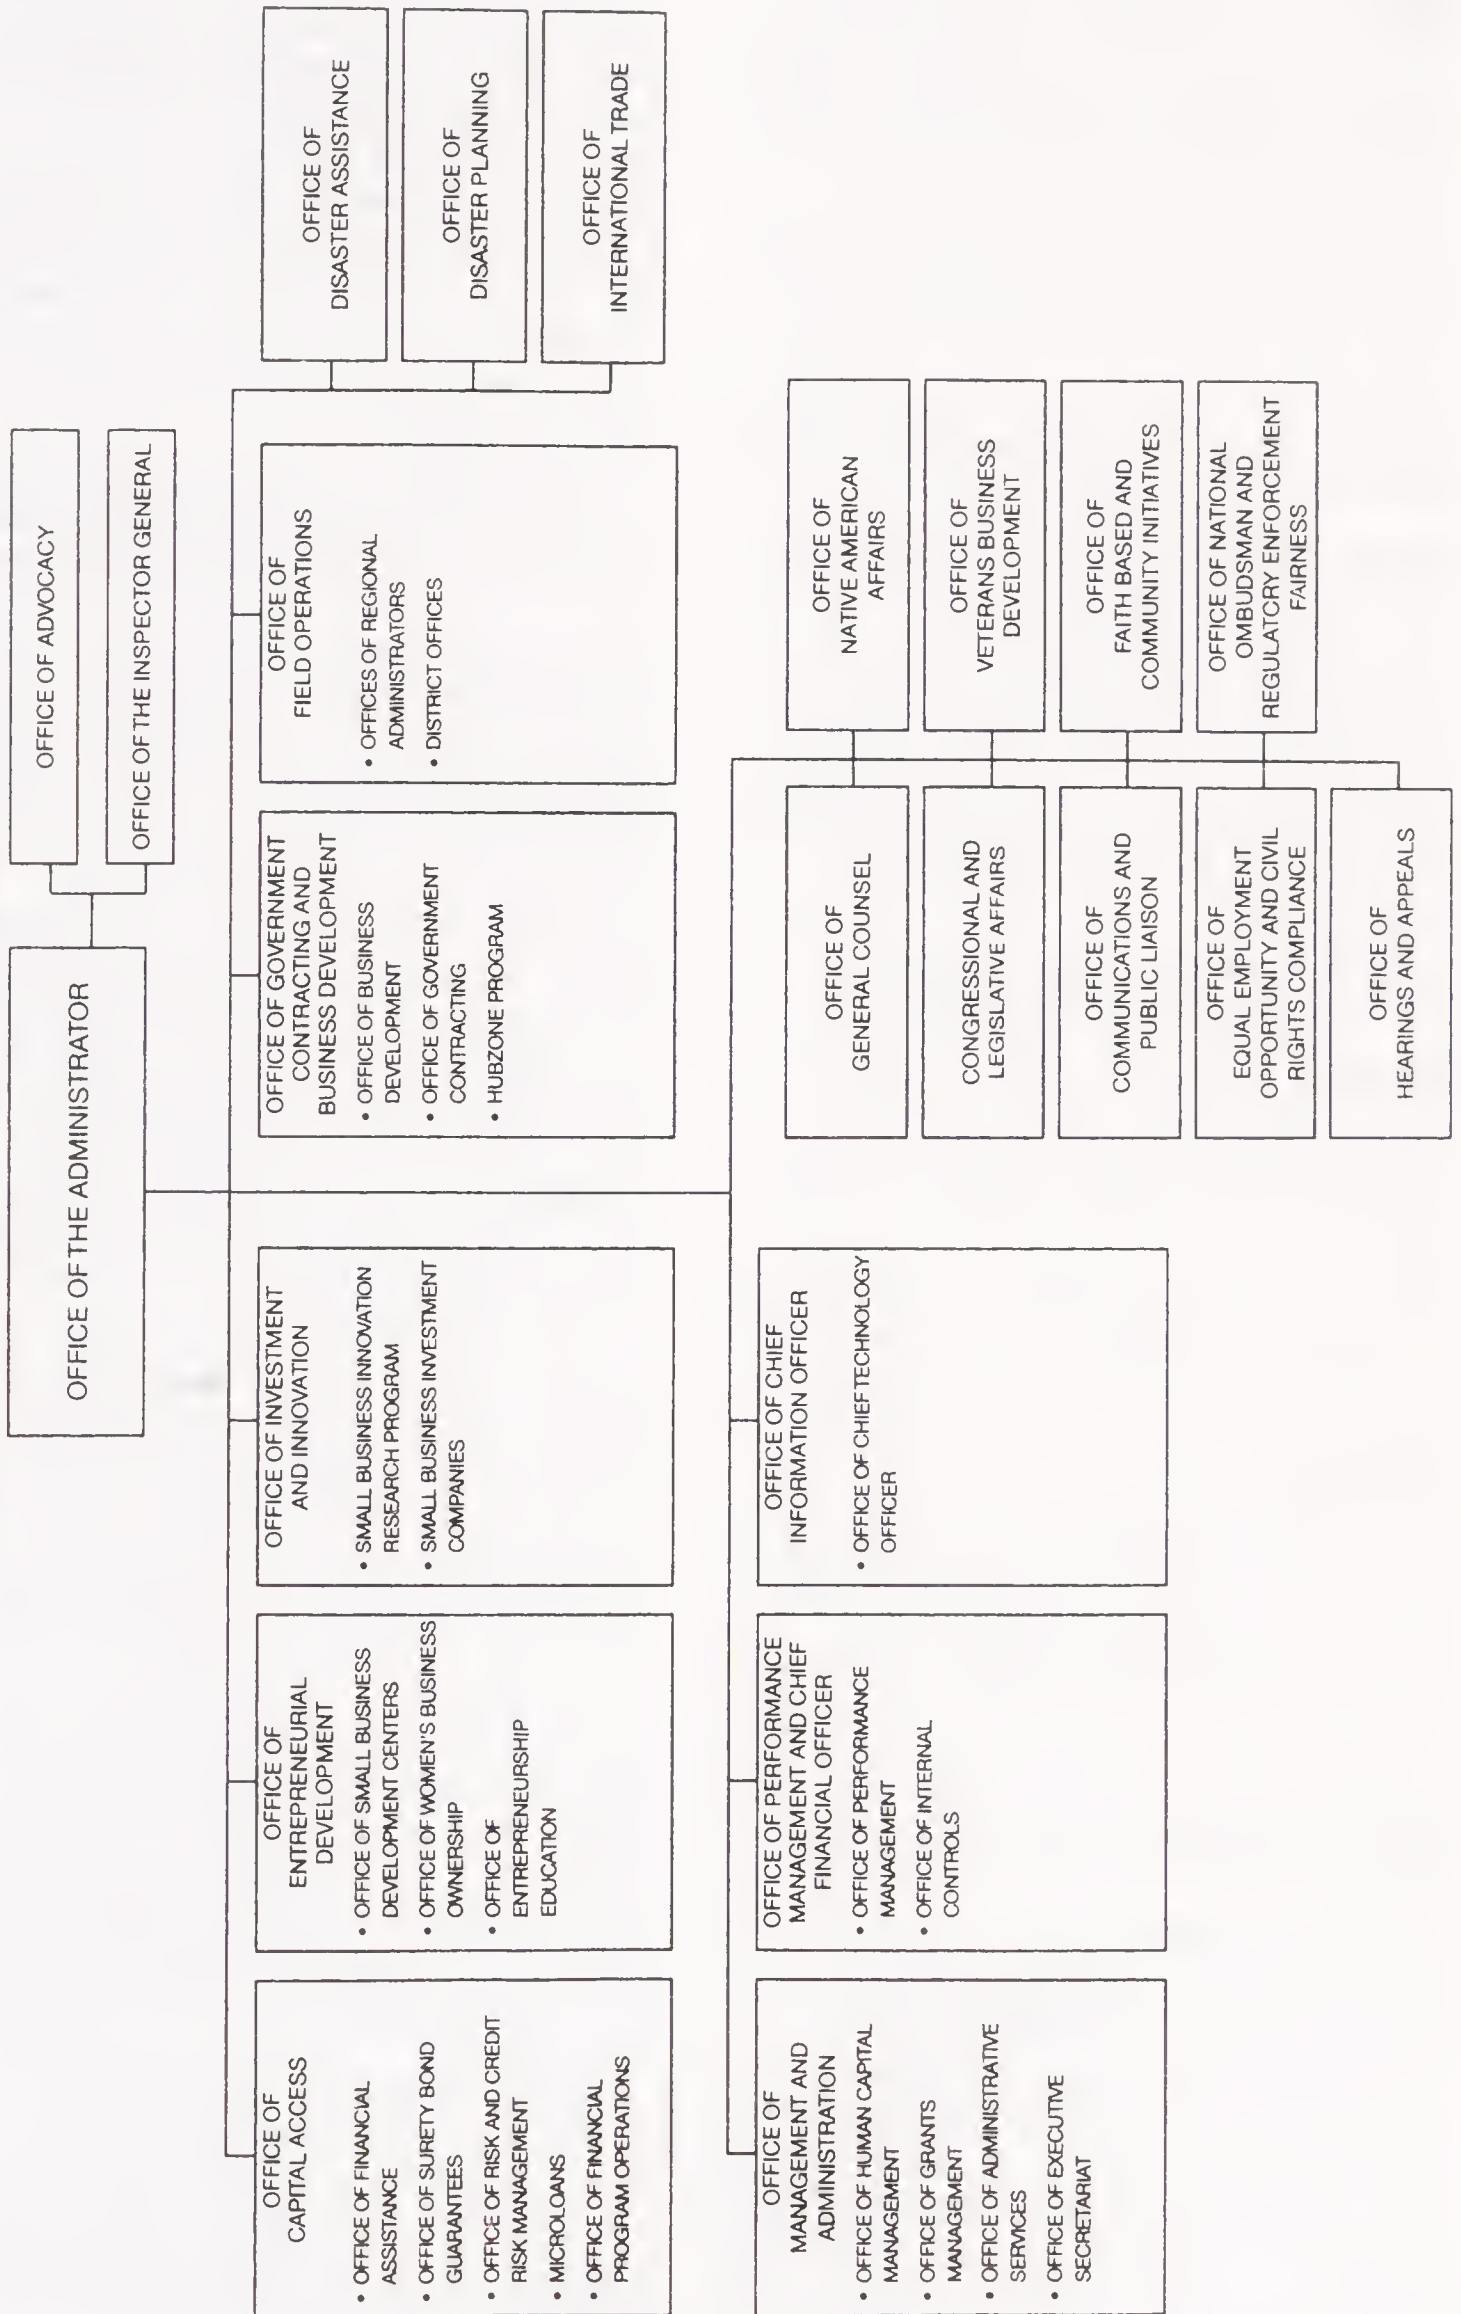 OFFICE OF THE ADMINISTRATOR
OFFICE OF ADVOCACY
OFFICE OF THE INSPECTOR GENERAL
OFFICE OF
CAPITAL ACCESS
• OFFICE OF FINANCIAL
ASSISTANCE
• OFFICE OF SURETY BOND
GUARANTEES
• OFFICE OF RISK AND CREDIT
RISK MANAGEMENT
• MICROLOANS
• OFFICE OF FINANCIAL
PROGRAM OPERATIONS
OFFICE OF
ENTREPRENEURIAL
DEVELOPMENT
• OFFICE OF SMALL BUSINESS
DEVELOPMENT CENTERS
• OFFICE OF WOMEN'S BUSINESS
OWNERSHIP
• OFFICE OF
ENTREPRENEURSHIP
EDUCATION
OFFICE OF INVESTMENT
AND INNOVATION
• SMALL BUSINESS INNOVATION
RESEARCH PROGRAM
• SMALL BUSINESS INVESTMENT
COMPANIES
OFFICE OF GOVERNMENT
CONTRACTING AND
BUSINESS DEVELOPMENT
• OFFICE OF BUSINESS
DEVELOPMENT
• OFFICE OF GOVERNMENT
CONTRACTING
• HUBZONE PROGRAM
OFFICE OF
FIELD OPERATIONS
• OFFICES OF REGIONAL
ADMINISTRATORS
• DISTRICT OFFICES
OFFICE OF
DISASTER ASSISTANCE
OFFICE OF
DISASTER PLANNING
OFFICE OF
INTERNATIONAL TRADE
OFFICE OF
MANAGEMENT AND
ADMINISTRATION
• OFFICE OF HUMAN CAPITAL
MANAGEMENT
• OFFICE OF GRANTS
MANAGEMENT
• OFFICE OF ADMINISTRATIVE
SERVICES
• OFFICE OF EXECUTIVE
SECRETARIAT
OFFICE OF PERFORMANCE
MANAGEMENT AND CHIEF
FINANCIAL OFFICER
• OFFICE OF PERFORMANCE
MANAGEMENT
• OFFICE OF INTERNAL
CONTROLS
OFFICE OF CHIEF
INFORMATION OFFICER
• OFFICE OF CHIEF TECHNOLOGY
OFFICER
OFFICE OF
GENERAL COUNSEL
CONGRESSIONAL AND
LEGISLATIVE AFFAIRS
OFFICE OF
COMMUNICATIONS AND
PUBLIC LIAISON
OFFICE OF
EQUAL EMPLOYMENT
OPPORTUNITY AND CIVIL
RIGHTS COMPLIANCE
OFFICE OF
HEARINGS AND APPEALS
OFFICE OF
NATIVE AMERICAN
AFFAIRS
OFFICE OF
VETERANS BUSINESS
DEVELOPMENT
OFFICE OF
FAITH BASED AND
COMMUNITY INITIATIVES
OFFICE OF NATIONAL
OMBUDSMAN AND
REGULATCRY ENFORCEMENT
FAIRNESS